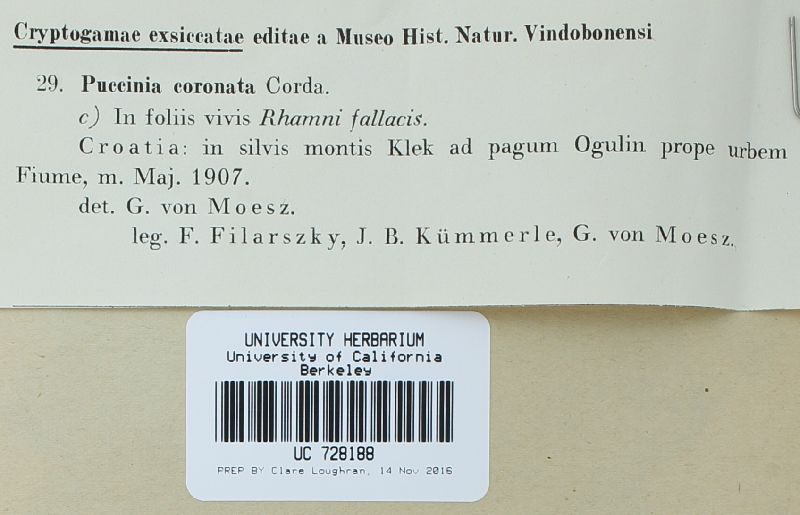 Cryptogamae exsiccatae editae a Museo Hist. Natur. Vindobonensi
29. Puccinia coronata Corda.
c) In foliis vivis Rhamni fallacis.
Croatia: in silvis montis Klek ad pagum Ogulin prope urbem
Fiume, m. Maj. 1907.
det. G. von Moesz.
leg. F. Filarszky, J. B. Kümmerle, G. von Moesz.
UNIVERSITY HERBARIUM
University of California
Berkeley
UC 728188
PREP BY Clare Loughran, 14 Nov 2016